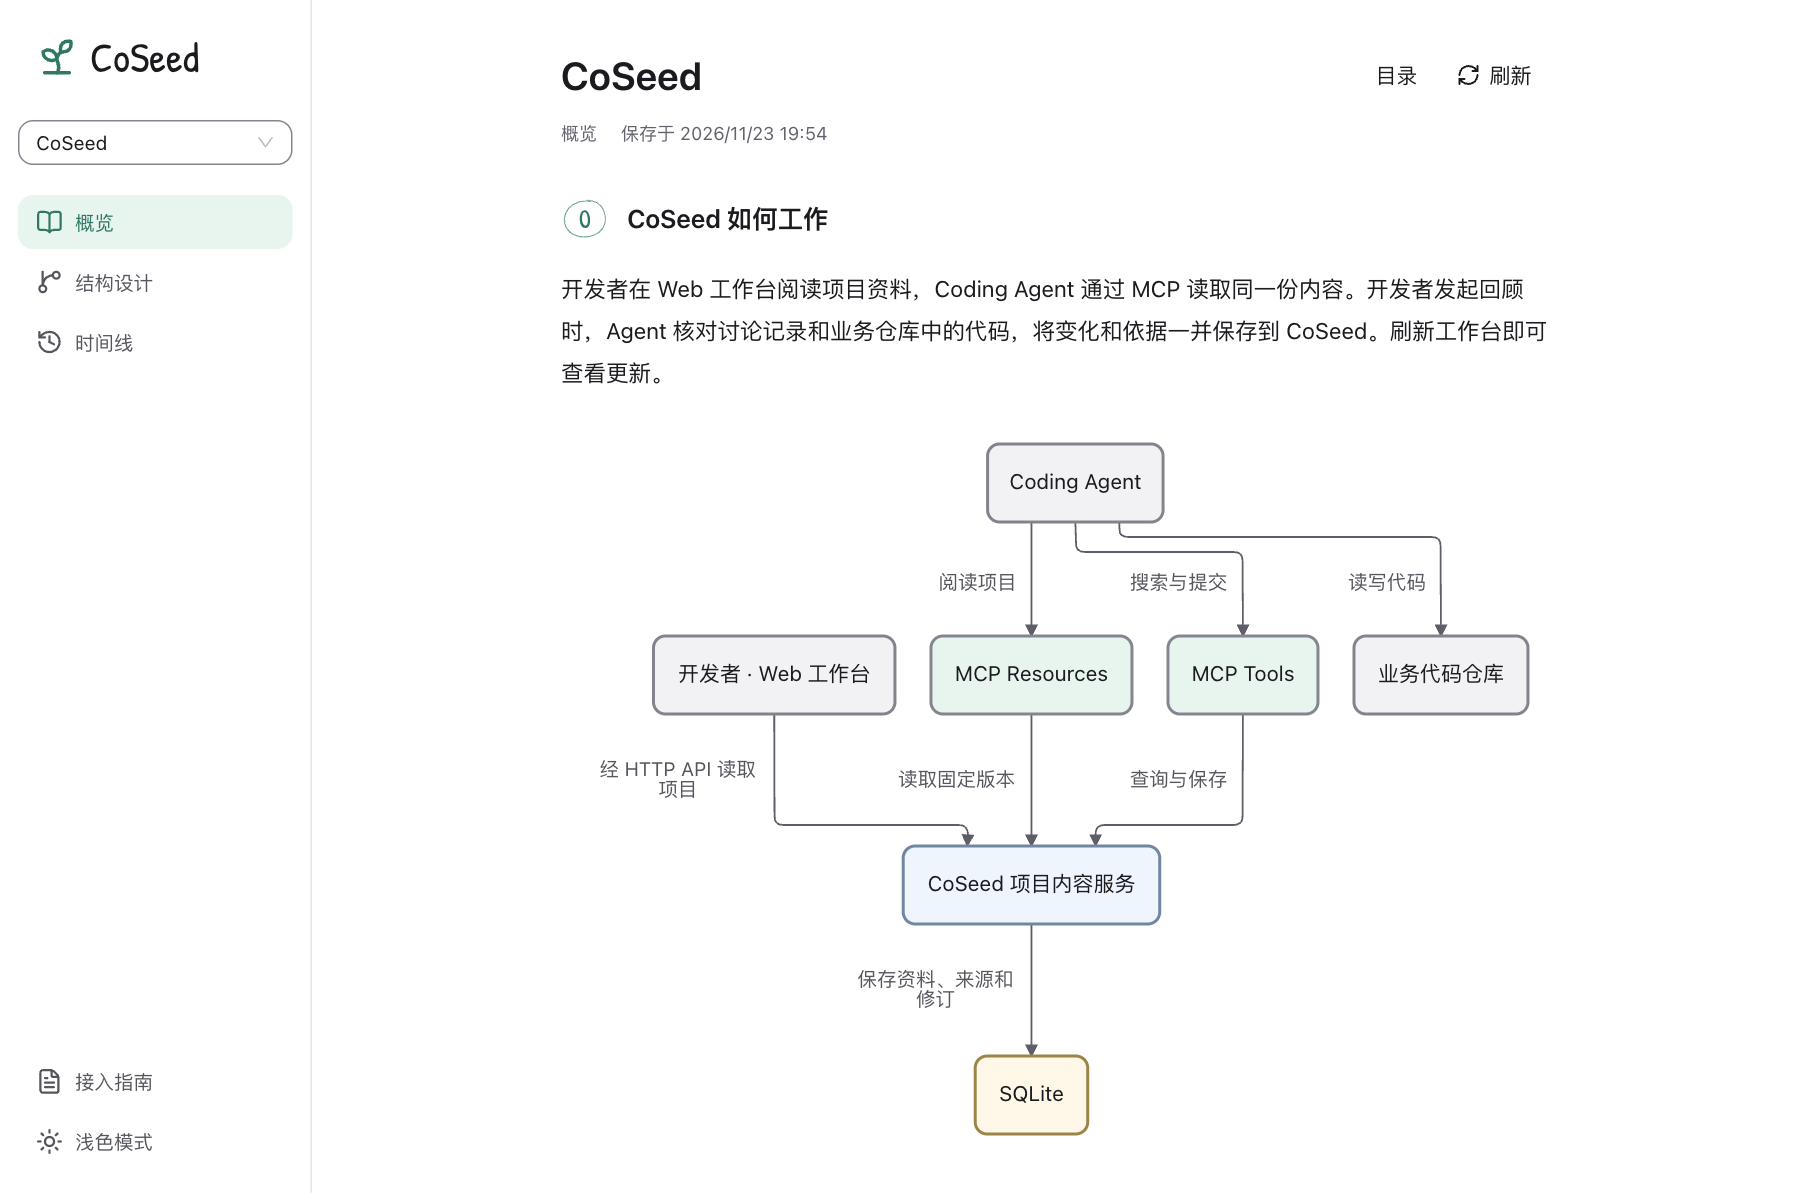 CoSeed
CoSeed
概览
结构设计
时间线
接入指南
浅色模式
CoSeed
目录
刷新
概览 保存于 2026/11/23 19:54
0 CoSeed 如何工作
开发者在 Web 工作台阅读项目资料，Coding Agent 通过 MCP 读取同一份内容。开发者发起回顾
时，Agent 核对讨论记录和业务仓库中的代码，将变化和依据一并保存到 CoSeed。刷新工作台即可
查看更新。
Coding Agent
阅读项目
搜索与提交
读写代码
开发者 · Web 工作台
MCP Resources
MCP Tools
业务代码仓库
经 HTTP API 读取
项目
读取固定版本
查询与保存
CoSeed 项目内容服务
保存资料、来源和
修订
SQLite